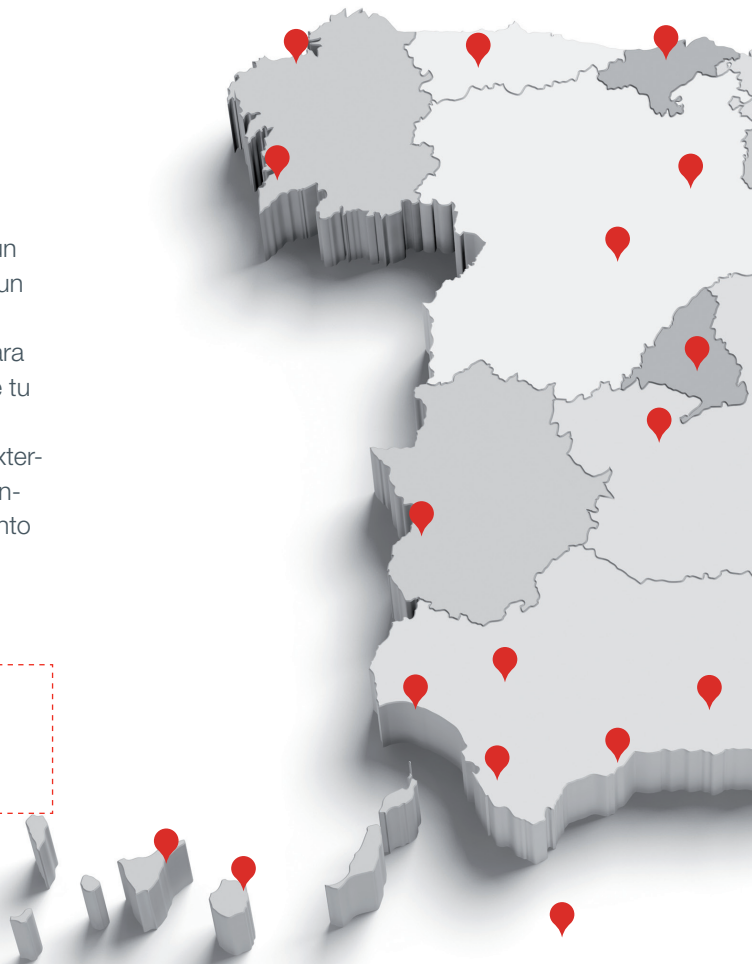 un
un
ara
e tu
xter-
n-
nto